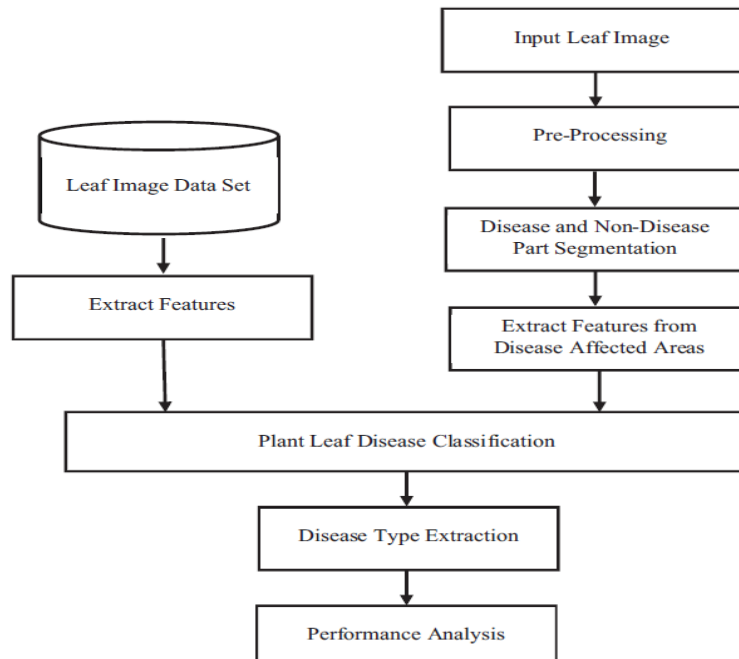 Input Leaf Image
Pre-Processing
Leaf Image Data Set
Disease and Non-Disease
Part Segmentation
Extract Features
Extract Features from
Disease Affected Areas
Plant Leaf Disease Classification
Disease Type Extraction
Performance Analysis